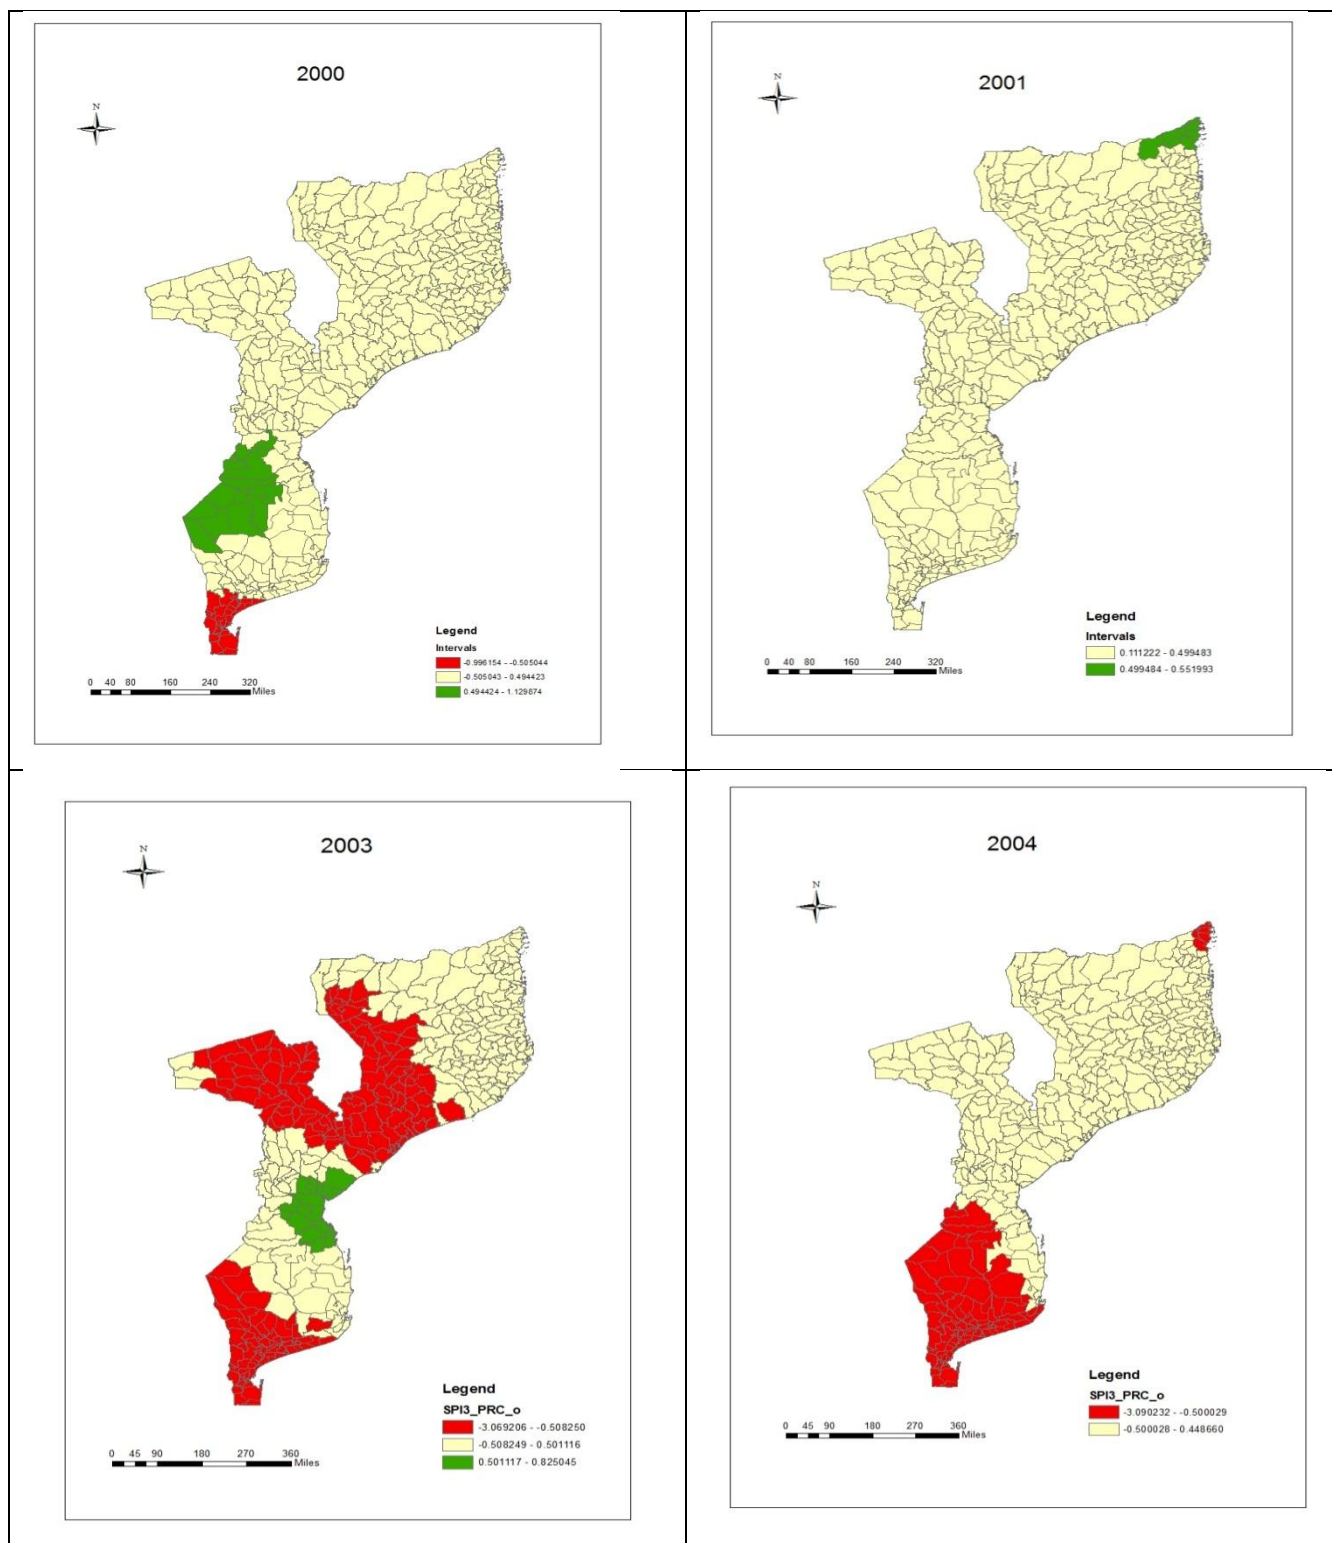 2000
N
Legend
Intervals
-0.996154 - -0.505044
-0.505043 - 0.494423
0.494424 - 1.129874
0 40 80 160 240 320
Miles
2001
N
Legend
Intervals
0.111222 - 0.499483
0.499484 - 0.551993
0 40 80 160 240 320
Miles
2003
N
Legend
SPI3_PRC_o
-3.069206 - -0.508250
-0.508249 - 0.501116
0.501117 - 0.825045
0 45 90 180 270 360
Miles
2004
N
Legend
SPI3_PRC_o
-3.090232 - -0.500029
-0.500028 - 0.448660
0 45 90 180 270 360
Miles